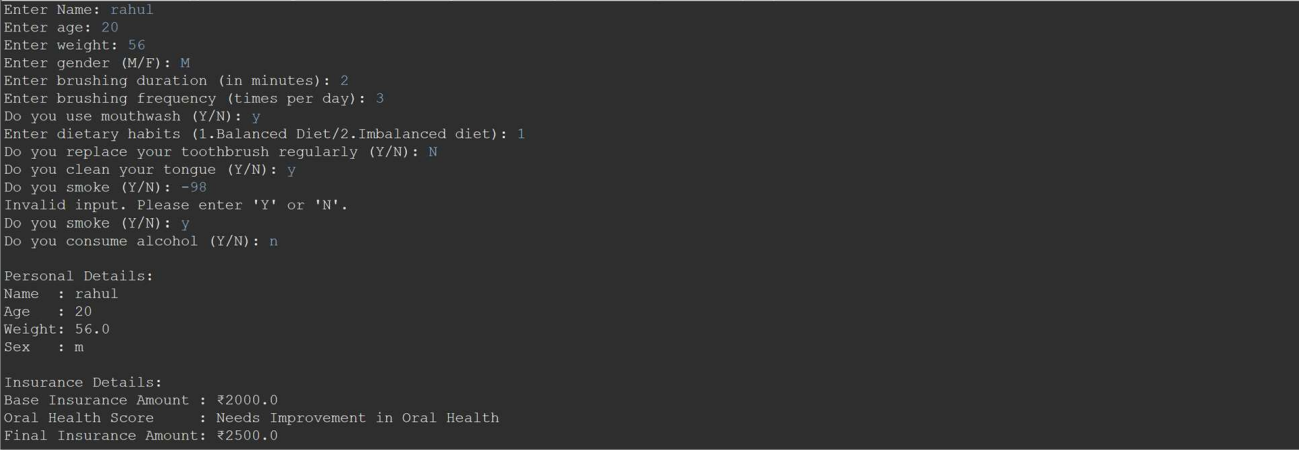 Enter Name: rahul
Enter age: 20
Enter weight: 56
Enter gender (M/F): M
Enter brushing duration (in minutes): 2
Enter brushing frequency (times per day): 3
Do you use mouthwash (Y/N): y
Enter dietary habits (1.Balanced Diet/2.Imbalanced diet): 1
Do you replace your toothbrush regularly (Y/N): N
Do you clean your tongue (Y/N): y
Do you smoke (Y/N): -98
Invalid input. Please enter 'Y' or 'N'.
Do you smoke (Y/N): y
Do you consume alcohol (Y/N): n

Personal Details:
Name  : rahul
Age   : 20
Weight: 56.0
Sex   : m

Insurance Details:
Base Insurance Amount : ₹2000.0
Oral Health Score     : Needs Improvement in Oral Health
Final Insurance Amount: ₹2500.0